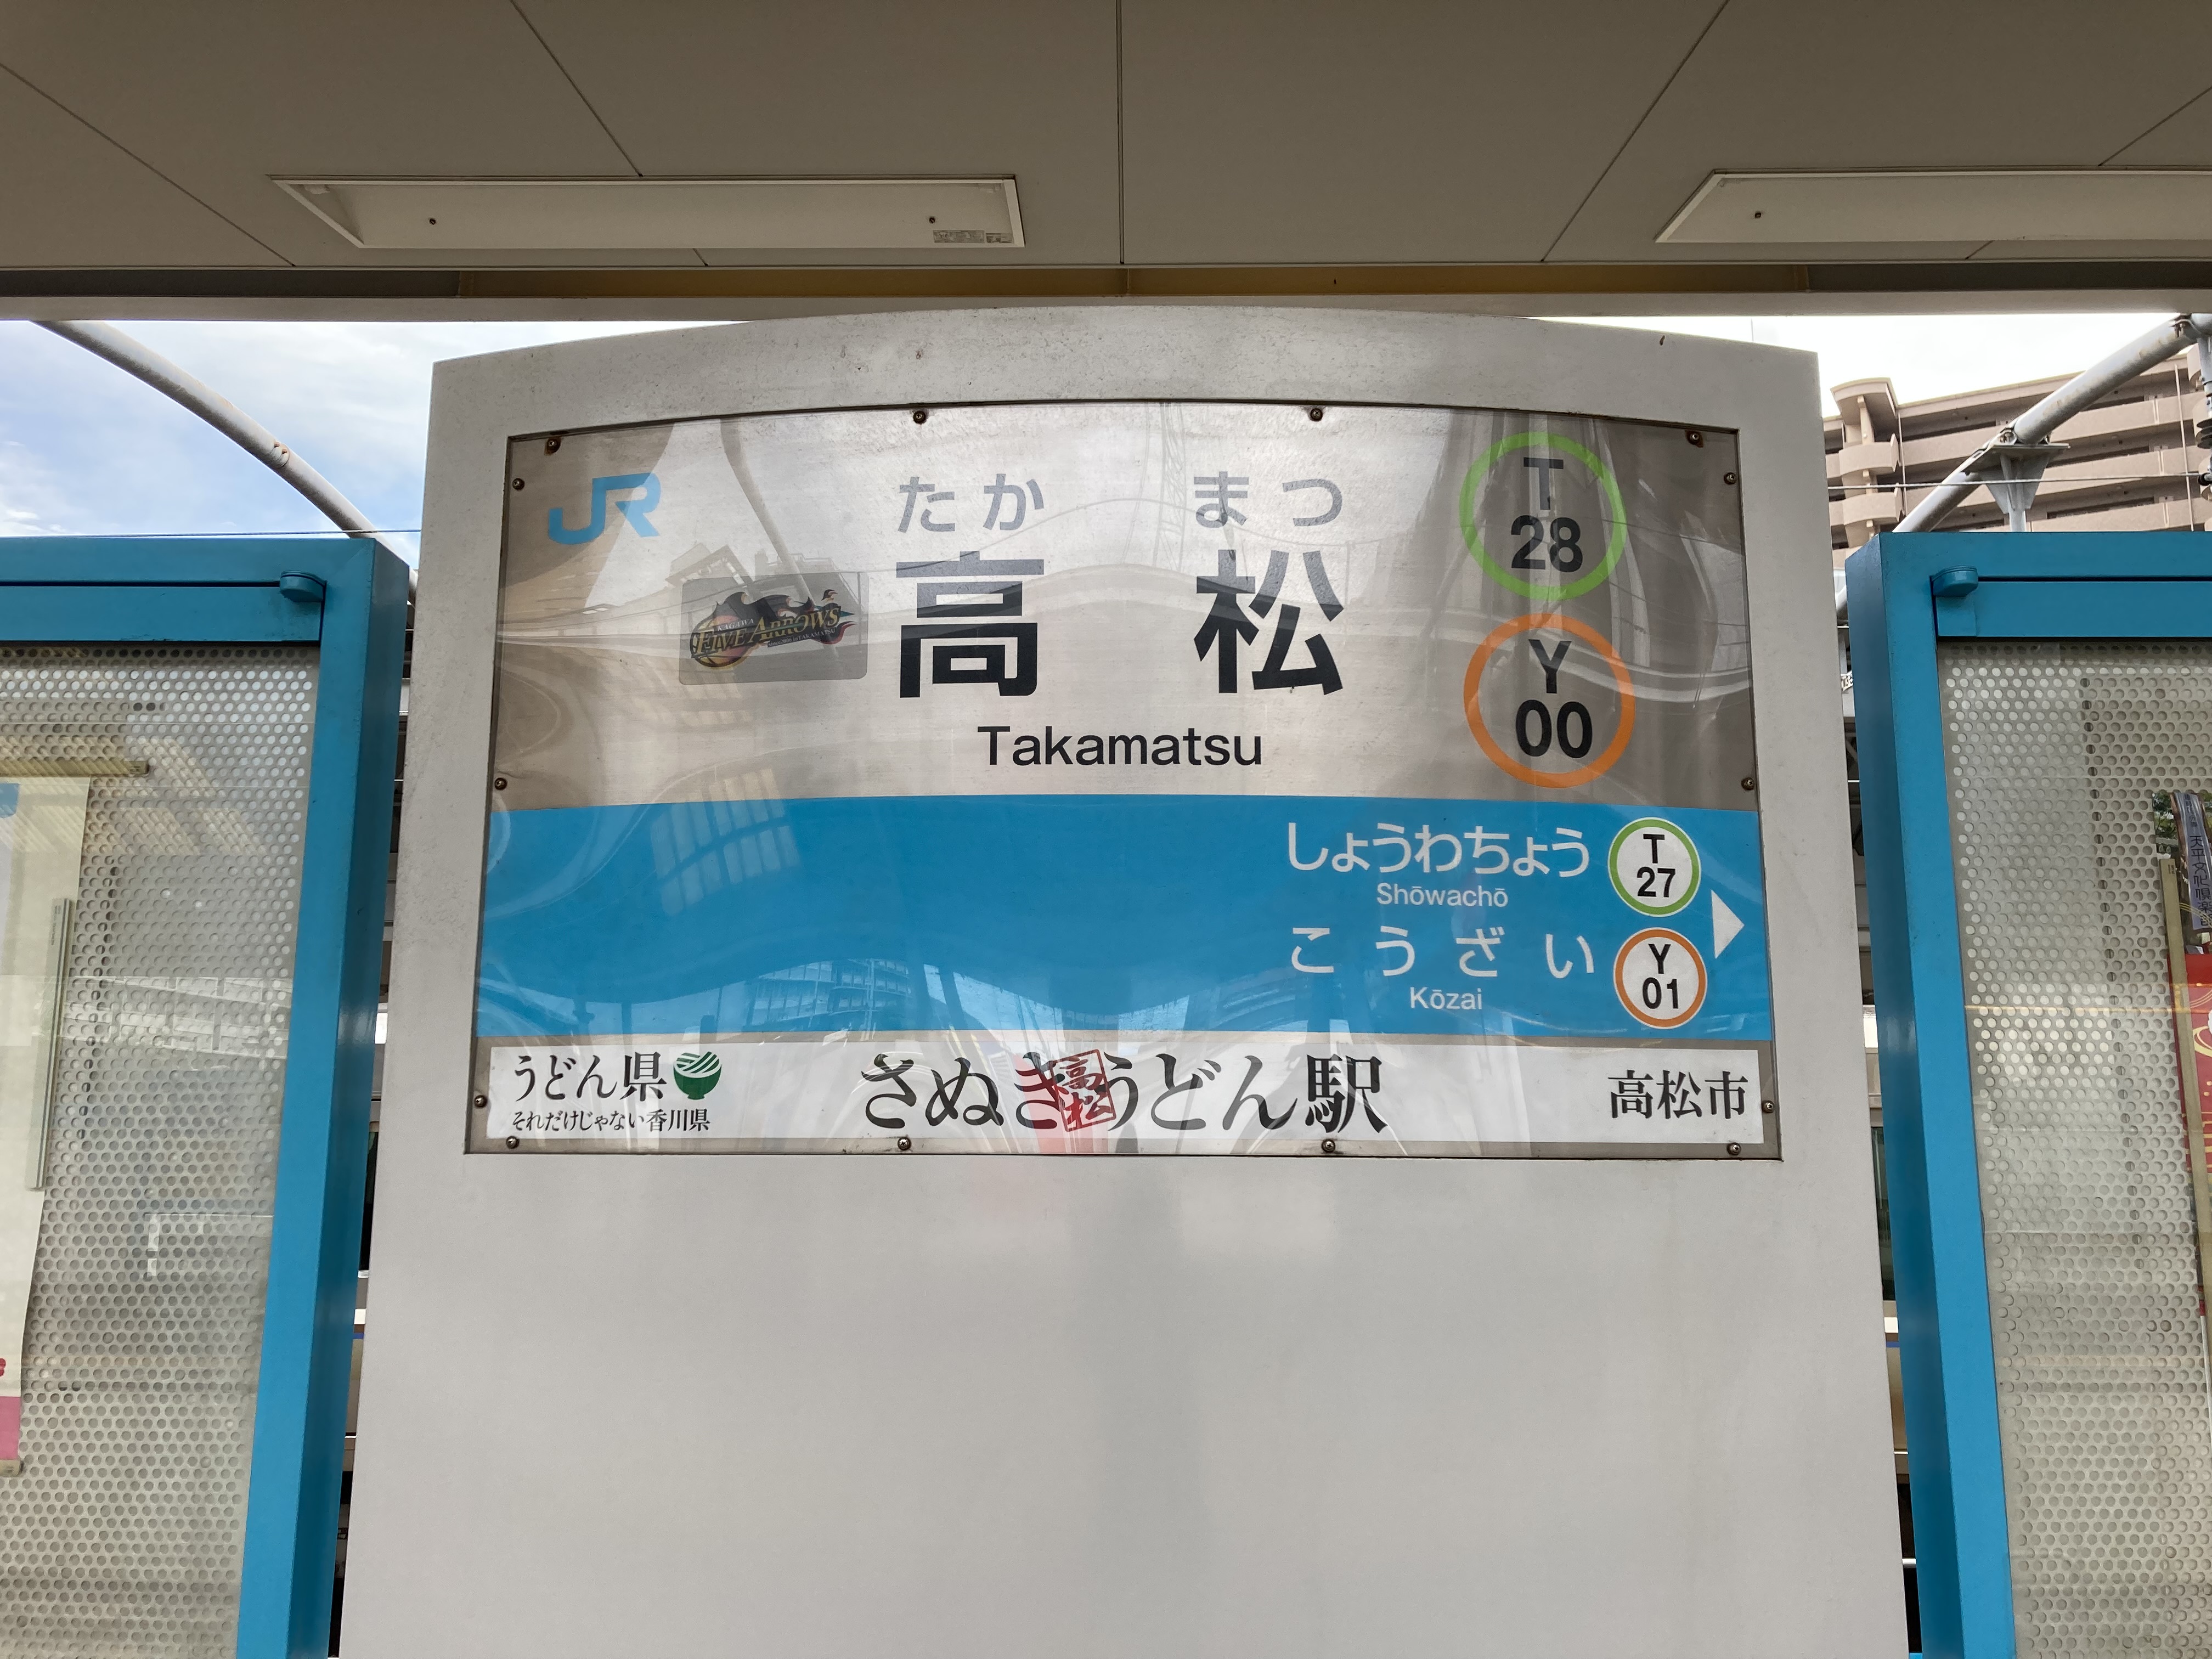 JR
たか まつ
高 松
Takamatsu
T
28
Y
00
KAGAWA
FIVE ARROWS
しょうわちょう
Shōwachō
T
27
こうざい
Kōzai
Y
01
うどん県
それだけじゃない香川県
さぬきうどん駅
高松
高松市